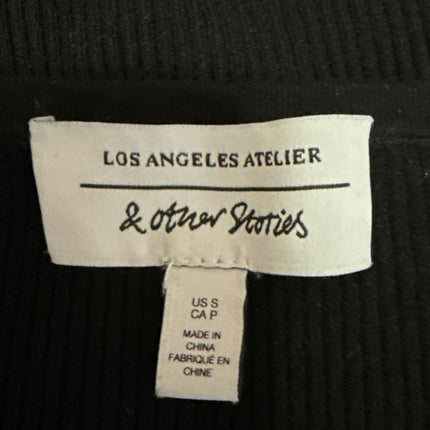 LOS ANGELES ATELIER
& other Stories
US S
CA P
MADE IN
CHINA
FABRIQUÉ EN
CHINE